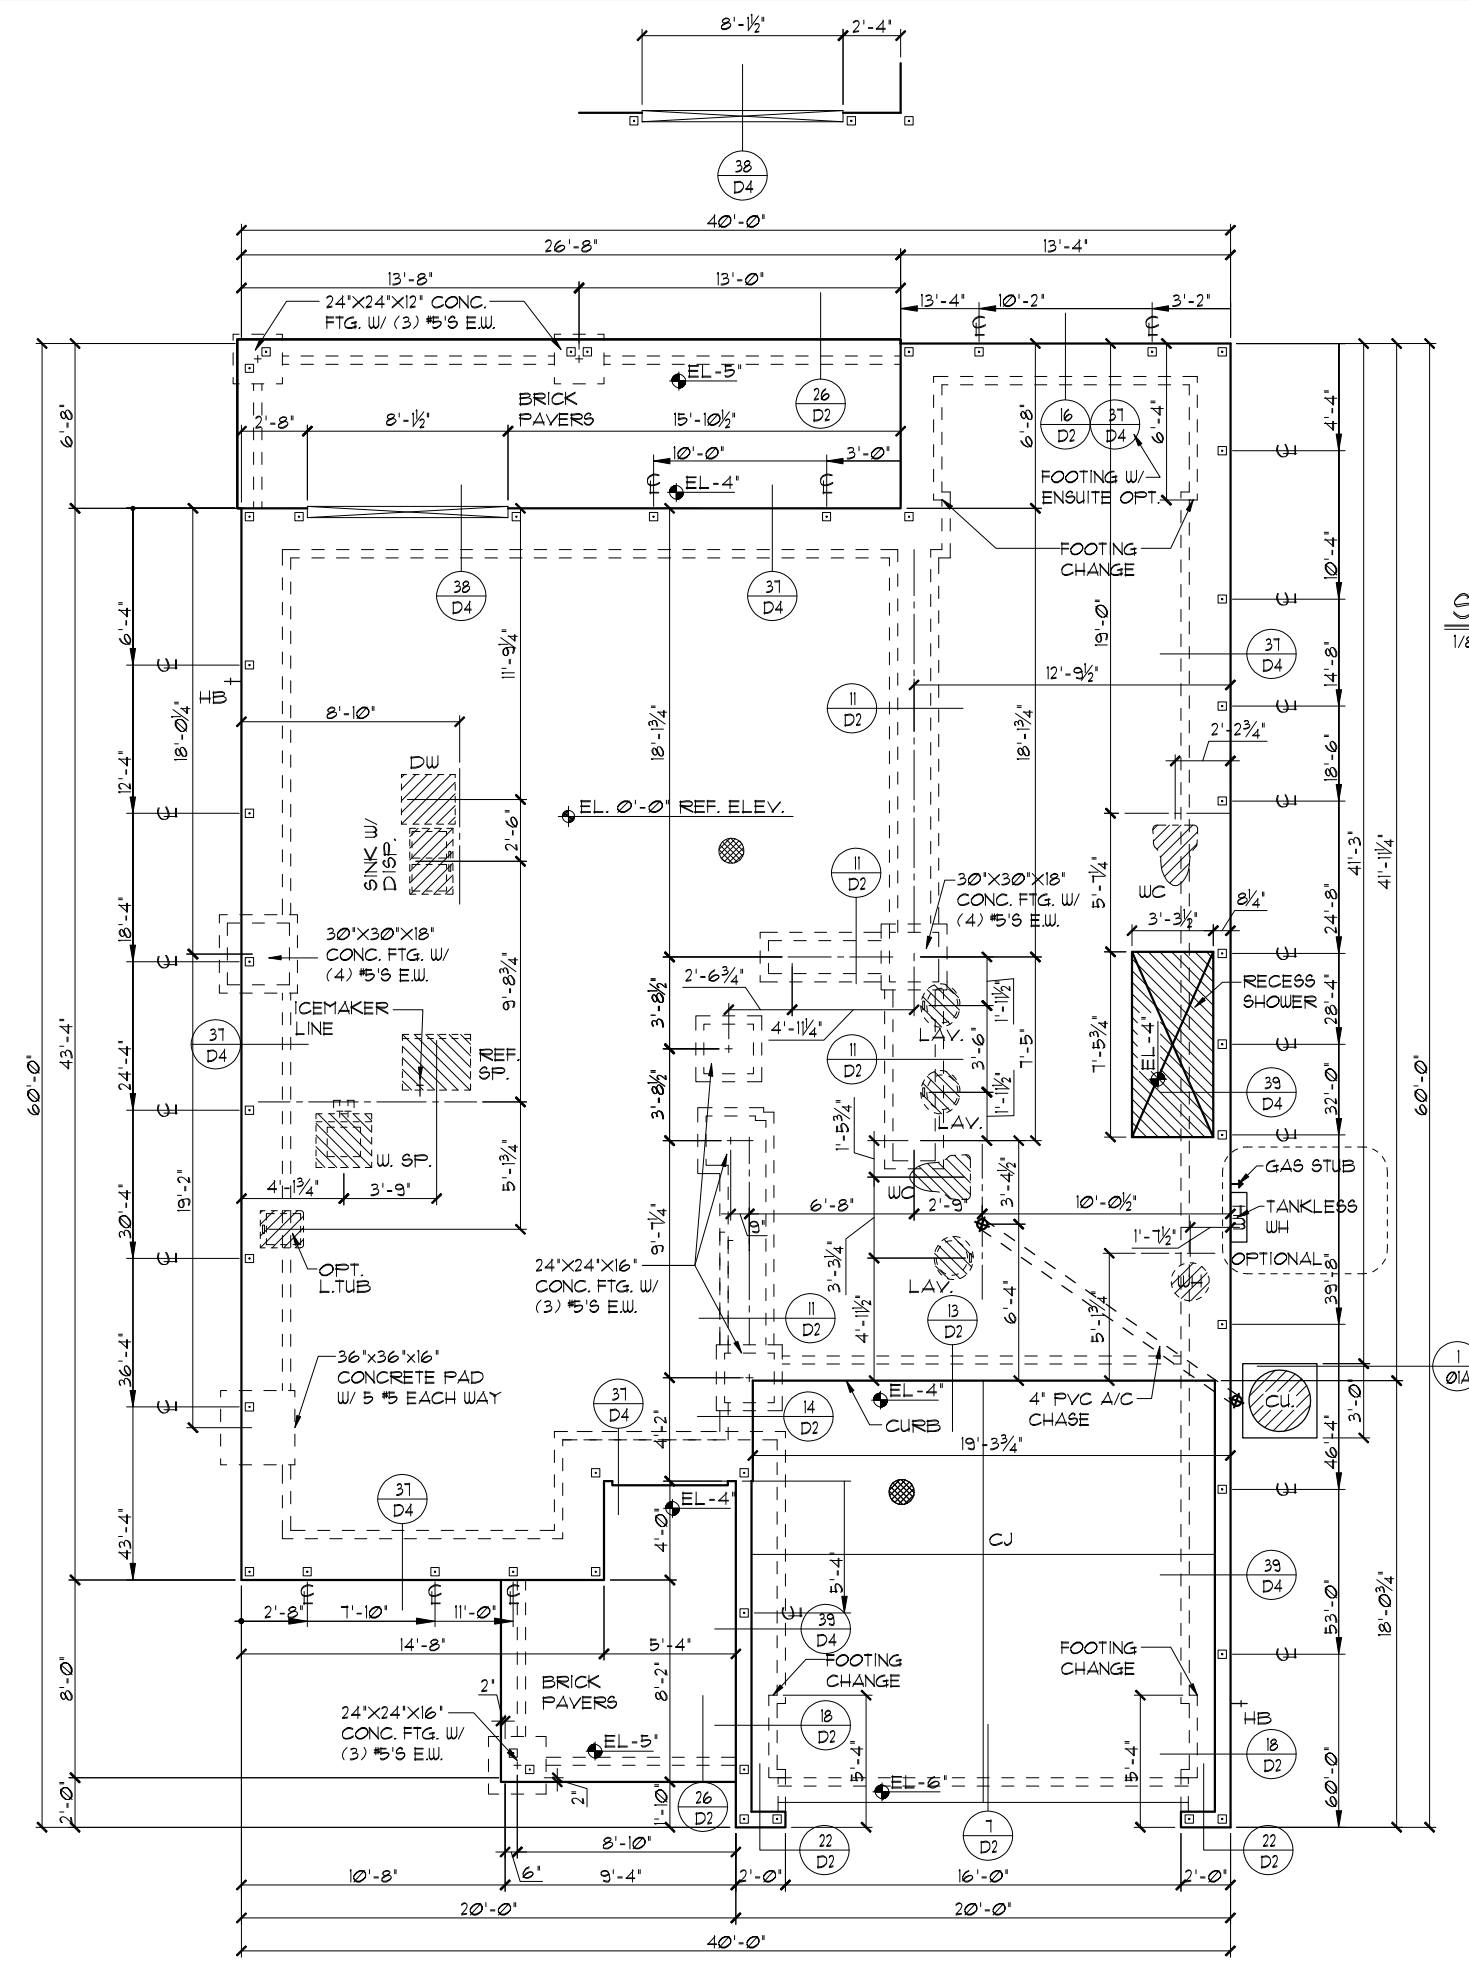 8'-1½" 2'-4"
38
D4
40'-0"
26'-8" 13'-4"
13'-8" 13'-0"
24"X24"X12" CONC.
FTG. W/ (3) #5'S E.W.
13'-4" 10'-2" 3'-2"
℄ ℄
EL-5"
BRICK
PAVERS
26
D2
16
D2
37
D4
6'-8"
6'-8"
6'-4"
4'-4"
2'-8" 8'-1½" 15'-10½"
10'-0" 3'-0"
℄ ℄
EL-4"
FOOTING W/
ENSUITE OPT.
FOOTING
CHANGE
10'-4"
38
D4
37
D4
6'-4"
11'-9¼"
19'-0"
37
D4
14'-8"
1/8
HB
12'-9½"
8'-10"
11
D2
18'-0¼"
18'-1¾"
18'-1¾"
2'-2¾"
18'-6"
12'-4"
DW
EL. 0'-0" REF. ELEV.
2'-6"
SINK W/
DISP.
41'-3"
41'-11¼"
11
D2
30"X30"X18"
CONC. FTG. W/
(4) #5'S E.W.
WC
5'-7¼"
3'-3½"
8¼"
24'-8"
18'-4"
30"X30"X18"
CONC. FTG. W/
(4) #5'S E.W.
9'-8¾"
2'-6¾"
4'-11¼"
RECESS
SHOWER
28'-4"
ICEMAKER
LINE
3'-8½"
1'-11½"
LAV.
3'-6"
7'-5"
7'-5¾"
EL-4"
37
D4
43'-4"
60'-0"
24'-4"
REF.
SP.
11
D2
39
D4
32'-0"
60'-0"
3'-8½"
1'-11½"
LAV.
1'-5¾"
W. SP.
5'-1¾"
WC
3'-4½"
GAS STUB
TANKLESS
WH
OPTIONAL
4'-1¾" 3'-9"
19'-2"
6'-8" 2'-9" 10'-0½"
9"
1'-7½"
30'-4"
9'-7¼"
3'-3¼"
OPT.
L.TUB
24"X24"X16"
CONC. FTG. W/
(3) #5'S E.W.
LAV.
WH
39'-8"
11
D2
13
D2
4'-11½"
6'-4"
5'-1¾"
36'-4"
36"x36"x16"
CONCRETE PAD
W/ 5 #5 EACH WAY
37
D4
14
D2
EL-4"
CURB
4" PVC A/C
CHASE
CU.
3'-0"
1
4'-2"
19'-3¾"
46'-4"
37
D4
EL-4"
43'-4"
4'-0"
CJ
5'-4"
39
D4
53'-0"
18'-0¾"
℄ ℄ ℄
2'-8" 7'-10" 11'-0"
39
D4
14'-8" 5'-4"
FOOTING
CHANGE
FOOTING
CHANGE
8'-0"
8'-2"
BRICK
PAVERS
2"
24"X24"X16"
CONC. FTG. W/
(3) #5'S E.W.
18
D2
HB
18
D2
EL-5"
5'-4"
5'-4"
EL-6"
60'-0"
2'-0"
2"
1'-10"
26
D2
7
D2
22
D2
22
D2
8'-10"
6"
10'-8" 9'-4" 2'-0" 16'-0" 2'-0"
20'-0" 20'-0"
40'-0"